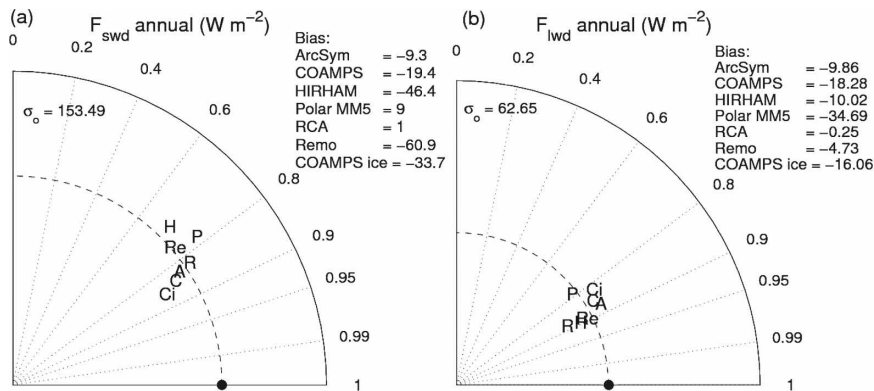 (a)
F_swd annual (W m⁻²)
0
0.2
0.4
0.6
0.8
0.9
0.95
0.99
1
σ_o = 153.49
Bias:
ArcSym = −9.3
COAMPS = −19.4
HIRHAM = −46.4
Polar MM5 = 9
RCA = 1
Remo = −60.9
COAMPS ice = −33.7
H
Re
P
R
A
C
Ci
(b)
F_lwd annual (W m⁻²)
0
0.2
0.4
0.6
0.8
0.9
0.95
0.99
1
σ_o = 62.65
Bias:
ArcSym = −9.86
COAMPS = −18.28
HIRHAM = −10.02
Polar MM5 = −34.69
RCA = −0.25
Remo = −4.73
COAMPS ice = −16.06
P
Ci
C
A
R
H
Re